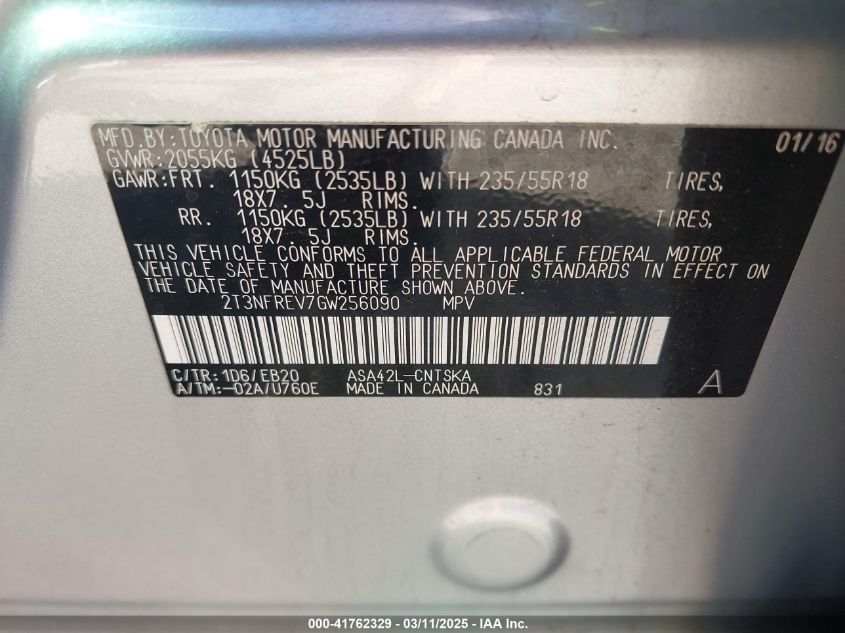 MFD.BY:TOYOTA MOTOR MANUFACTURING CANADA INC. 01/16
GVWR:2055KG (4525LB)
GAWR:FRT. 1150KG (2535LB) WITH 235/55R18 TIRES,
18X7. 5J RIMS.
RR. 1150KG (2535LB) WITH 235/55R18 TIRES,
18X7. 5J RIMS.
THIS VEHICLE CONFORMS TO ALL APPLICABLE FEDERAL MOTOR
VEHICLE SAFETY AND THEFT PREVENTION STANDARDS IN EFFECT ON
THE DATE OF MANUFACTURE SHOWN ABOVE.
2T3NFREV7GW256090 MPV
C/TR:1D6/EB20 ASA42L-CNTSKA
A/TM:-02A/U760E MADE IN CANADA 831 A
000-41762329 - 03/11/2025 - IAA Inc.